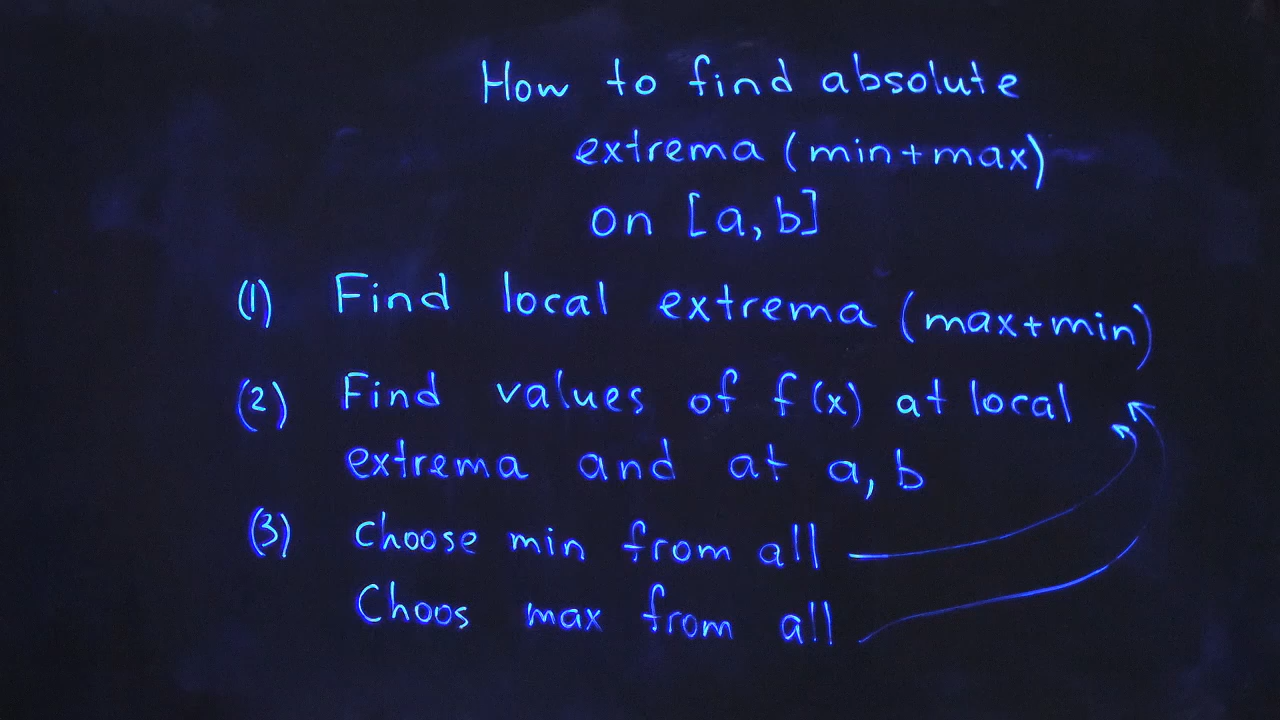 How to find absolute
extrema (min+max)
on [a,b]
(1) Find local extrema (max+min)
(2) Find values of f(x) at local
extrema and at a, b
(3) Choose min from all
Choos max from all